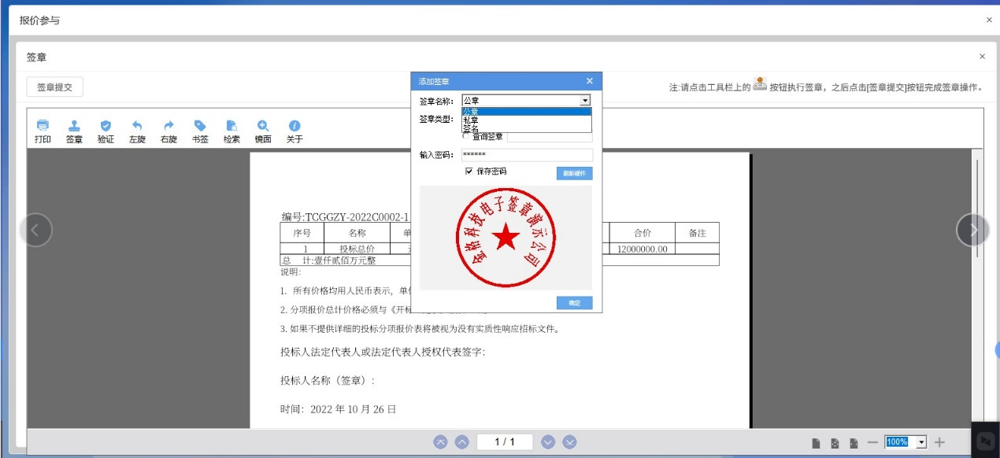 报价参与
签章
签章提交
注:请点击工具栏上的 按钮执行签章，之后点击[签章提交]按钮完成签章操作。
打印 签章 验证 左旋 右旋 书签 检索 镜面 关于
添加签章
签章名称： 公章
公章
私章
签名
签章类型：
查询签章
输入密码： ******
保存密码
刷新硬件
金格科技电子签章演示公司
确定
编号:TCGGZY-2022C0002-1
序号 名称 单 合价 备注
1 投标总价 12000000.00
总 计:壹仟贰佰万元整
说明:
1. 所有价格均用人民币表示，单
2. 分项报价总计价格必须与《开标
3. 如果不提供详细的投标分项报价表将被视为没有实质性响应招标文件。
投标人法定代表人或法定代表人授权代表签字:
投标人名称（签章）:
时间: 2022 年 10 月 26 日
1 / 1
100%